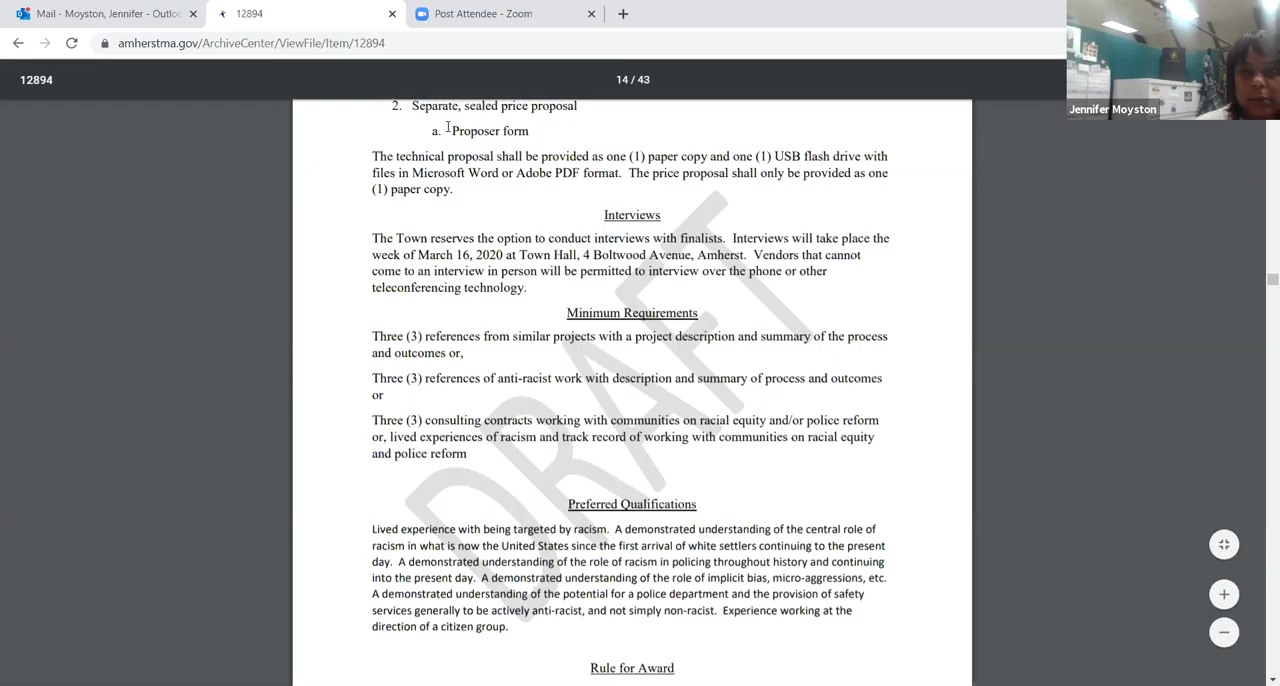 Mail - Moyston, Jennifer - Outloo
12894
Post Attendee - Zoom
amherstma.gov/ArchiveCenter/ViewFile/Item/12894
12894
14 / 43
Jennifer Moyston
2. Separate, sealed price proposal
a. Proposer form
The technical proposal shall be provided as one (1) paper copy and one (1) USB flash drive with
files in Microsoft Word or Adobe PDF format. The price proposal shall only be provided as one
(1) paper copy.
Interviews
The Town reserves the option to conduct interviews with finalists. Interviews will take place the
week of March 16, 2020 at Town Hall, 4 Boltwood Avenue, Amherst. Vendors that cannot
come to an interview in person will be permitted to interview over the phone or other
teleconferencing technology.
Minimum Requirements
Three (3) references from similar projects with a project description and summary of the process
and outcomes or,
Three (3) references of anti-racist work with description and summary of process and outcomes
or
Three (3) consulting contracts working with communities on racial equity and/or police reform
or, lived experiences of racism and track record of working with communities on racial equity
and police reform
DRAFT
Preferred Qualifications
Lived experience with being targeted by racism. A demonstrated understanding of the central role of
racism in what is now the United States since the first arrival of white settlers continuing to the present
day. A demonstrated understanding of the role of racism in policing throughout history and continuing
into the present day. A demonstrated understanding of the role of implicit bias, micro-aggressions, etc.
A demonstrated understanding of the potential for a police department and the provision of safety
services generally to be actively anti-racist, and not simply non-racist. Experience working at the
direction of a citizen group.
Rule for Award